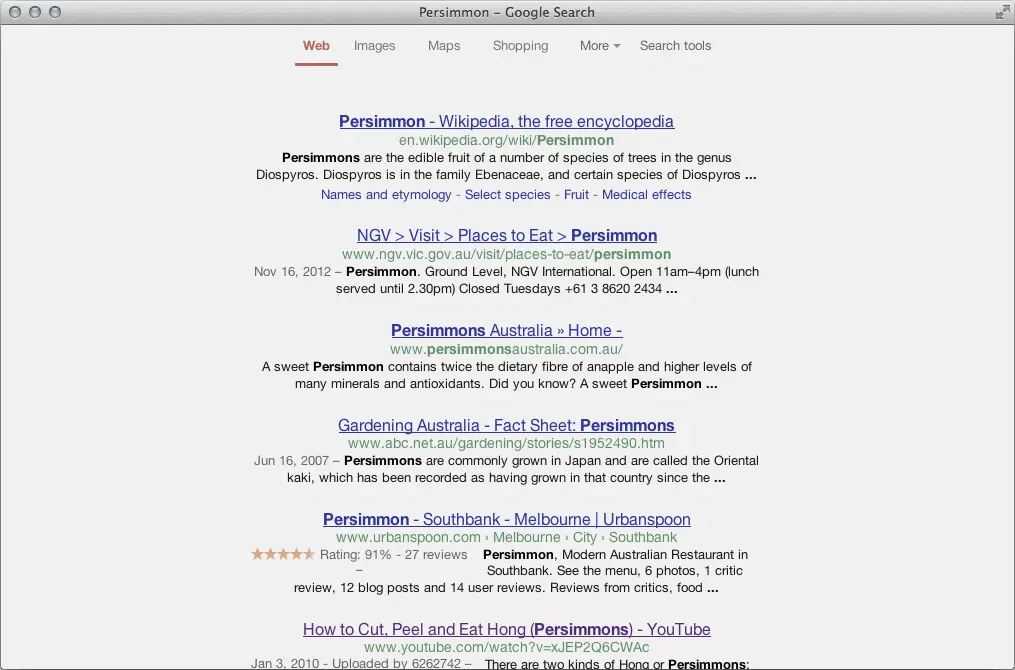 Persimmon – Google Search
Web Images Maps Shopping More Search tools
Persimmon - Wikipedia, the free encyclopedia
en.wikipedia.org/wiki/Persimmon
Persimmons are the edible fruit of a number of species of trees in the genus
Diospyros. Diospyros is in the family Ebenaceae, and certain species of Diospyros ...
Names and etymology - Select species - Fruit - Medical effects
NGV > Visit > Places to Eat > Persimmon
www.ngv.vic.gov.au/visit/places-to-eat/persimmon
Nov 16, 2012 – Persimmon. Ground Level, NGV International. Open 11am–4pm (lunch
served until 2.30pm) Closed Tuesdays +61 3 8620 2434 ...
Persimmons Australia » Home -
www.persimmonsaustralia.com.au/
A sweet Persimmon contains twice the dietary fibre of anapple and higher levels of
many minerals and antioxidants. Did you know? A sweet Persimmon ...
Gardening Australia - Fact Sheet: Persimmons
www.abc.net.au/gardening/stories/s1952490.htm
Jun 16, 2007 – Persimmons are commonly grown in Japan and are called the Oriental
kaki, which has been recorded as having grown in that country since the ...
Persimmon - Southbank - Melbourne | Urbanspoon
www.urbanspoon.com › Melbourne › City › Southbank
Rating: 91% - 27 reviews Persimmon, Modern Australian Restaurant in
– Southbank. See the menu, 6 photos, 1 critic
review, 12 blog posts and 14 user reviews. Reviews from critics, food ...
How to Cut, Peel and Eat Hong (Persimmons) - YouTube
www.youtube.com/watch?v=xJEP2Q6CWAc
Jan 3, 2010 - Uploaded by 6262742 – There are two kinds of Hong or Persimmons: